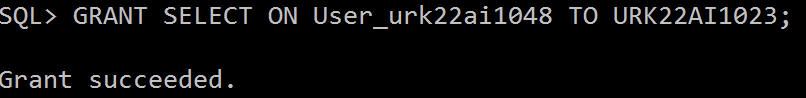 SQL> GRANT SELECT ON User_urk22ai1048 TO URK22AI1023;
Grant succeeded.